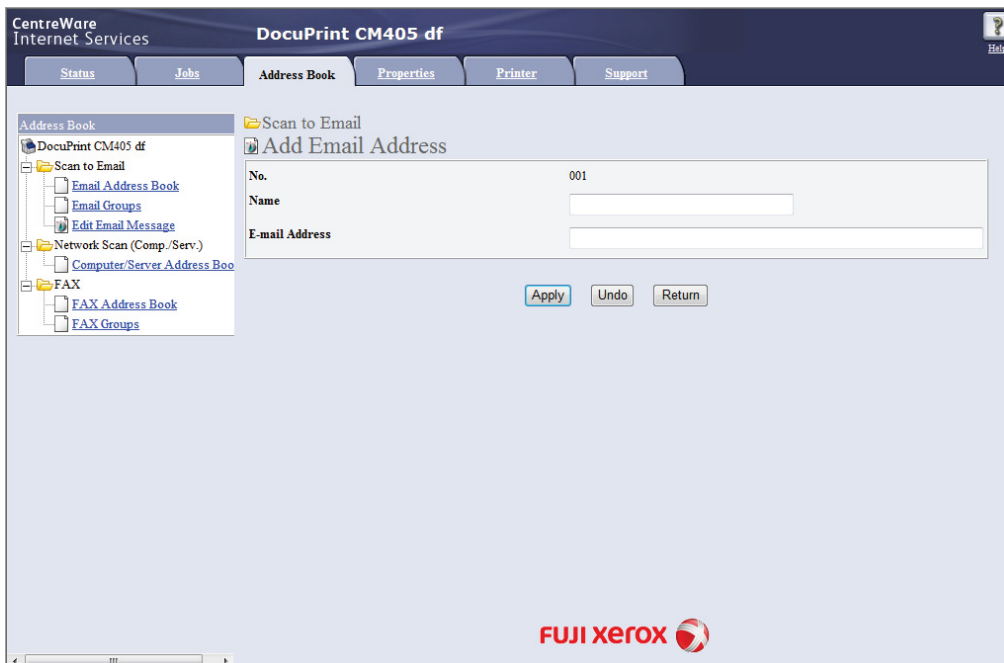 CentreWare
Internet Services
DocuPrint CM405 df
Help
Status
Jobs
Address Book
Properties
Printer
Support
Address Book
DocuPrint CM405 df
Scan to Email
Email Address Book
Email Groups
Edit Email Message
Network Scan (Comp./Serv.)
Computer/Server Address Boo
FAX
FAX Address Book
FAX Groups
Scan to Email
Add Email Address
No. 001
Name
E-mail Address
Apply Undo Return
FUJI xerox